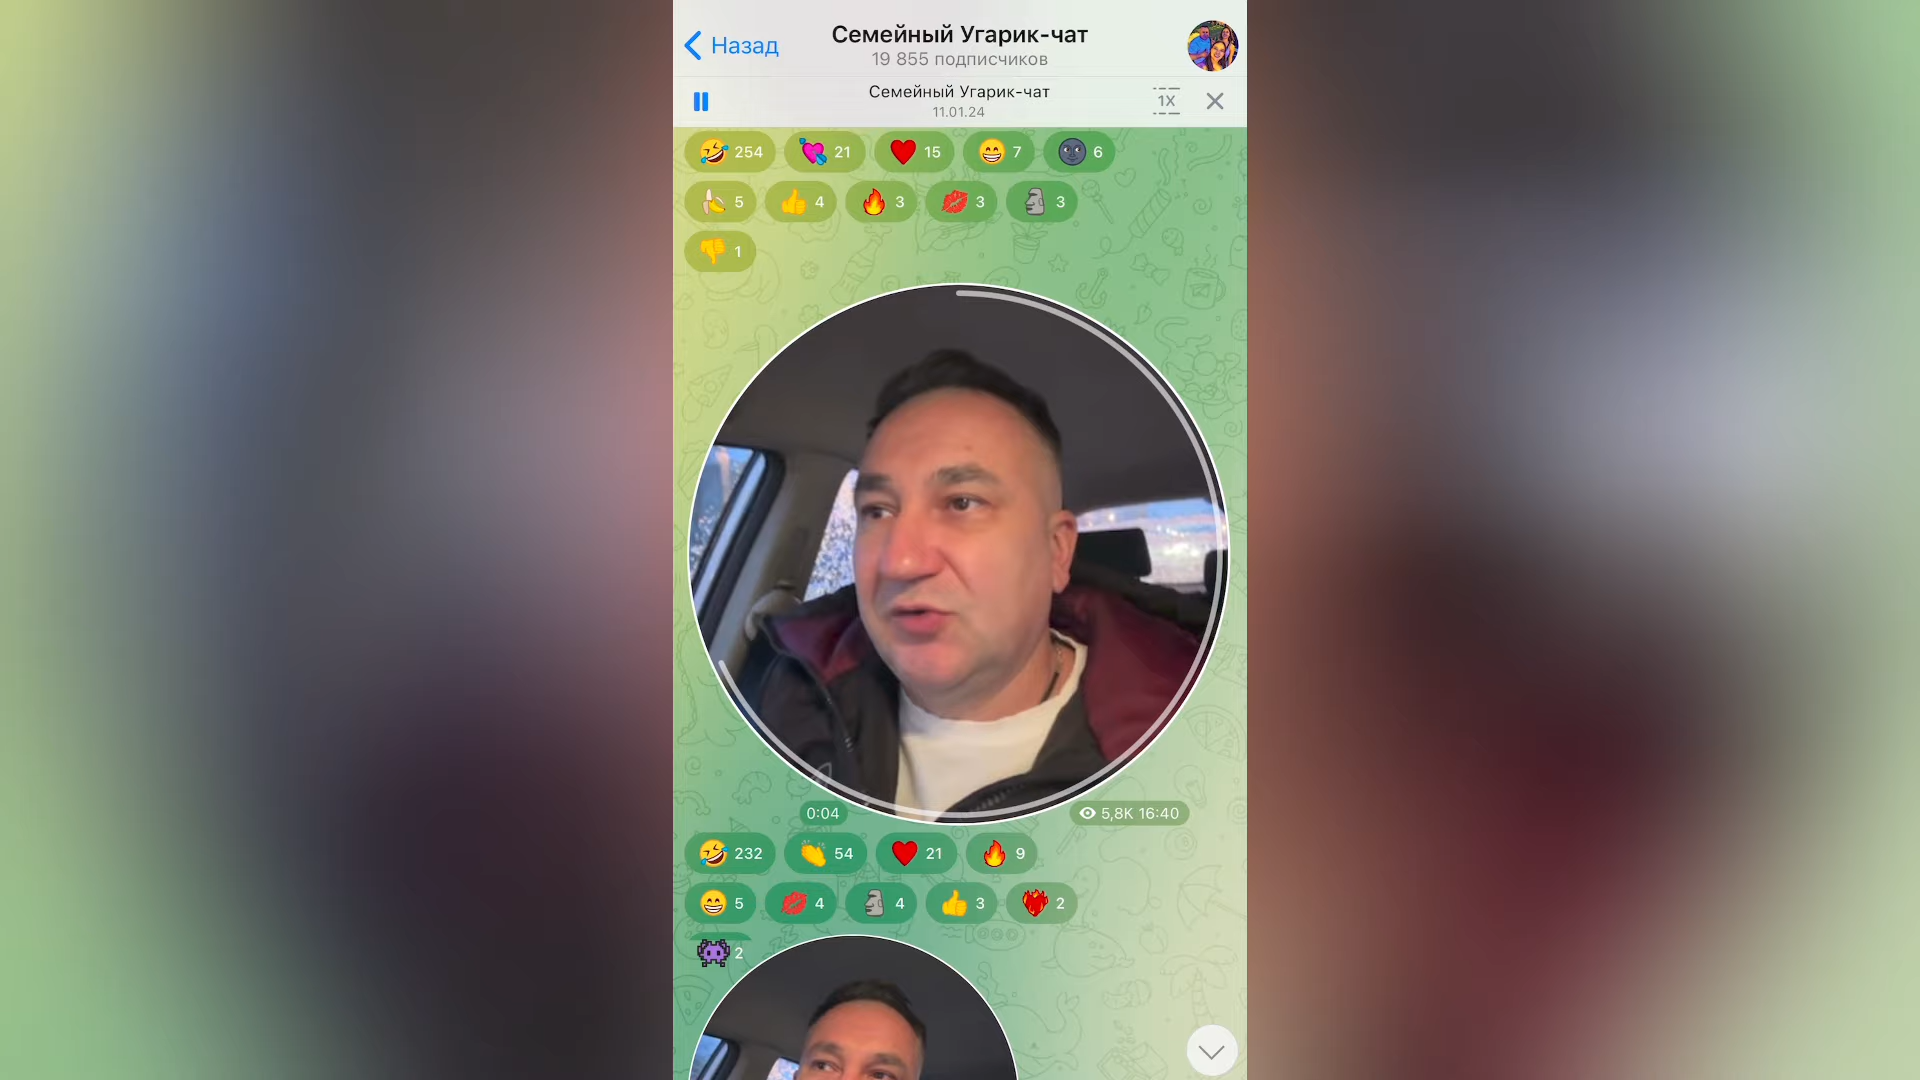 Назад
Семейный Угарик-чат
19 855 подписчиков
Семейный Угарик-чат
11.01.24
1X
254 21 15 7 6
5 4 3 3 3
1
0:04
5,8K 16:40
232 54 21 9
5 4 4 3 2
2